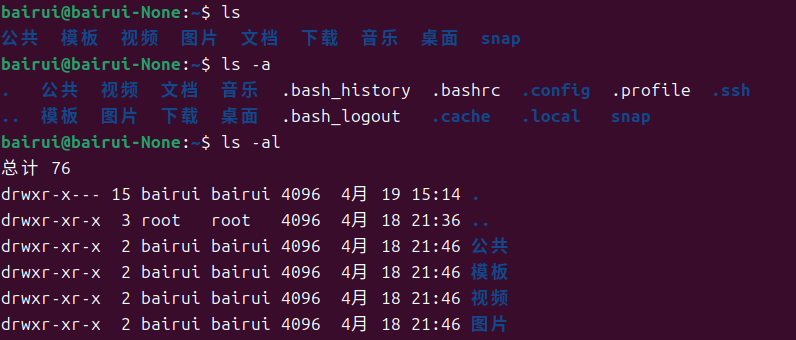 bairui@bairui-None:~$ ls
公共 模板 视频 图片 文档 下载 音乐 桌面 snap
bairui@bairui-None:~$ ls -a
. 公共 视频 文档 音乐 .bash_history .bashrc .config .profile .ssh
.. 模板 图片 下载 桌面 .bash_logout .cache .local snap
bairui@bairui-None:~$ ls -al
总计 76
drwxr-x--- 15 bairui bairui 4096 4月 19 15:14 .
drwxr-xr-x 3 root root 4096 4月 18 21:36 ..
drwxr-xr-x 2 bairui bairui 4096 4月 18 21:46 公共
drwxr-xr-x 2 bairui bairui 4096 4月 18 21:46 模板
drwxr-xr-x 2 bairui bairui 4096 4月 18 21:46 视频
drwxr-xr-x 2 bairui bairui 4096 4月 18 21:46 图片